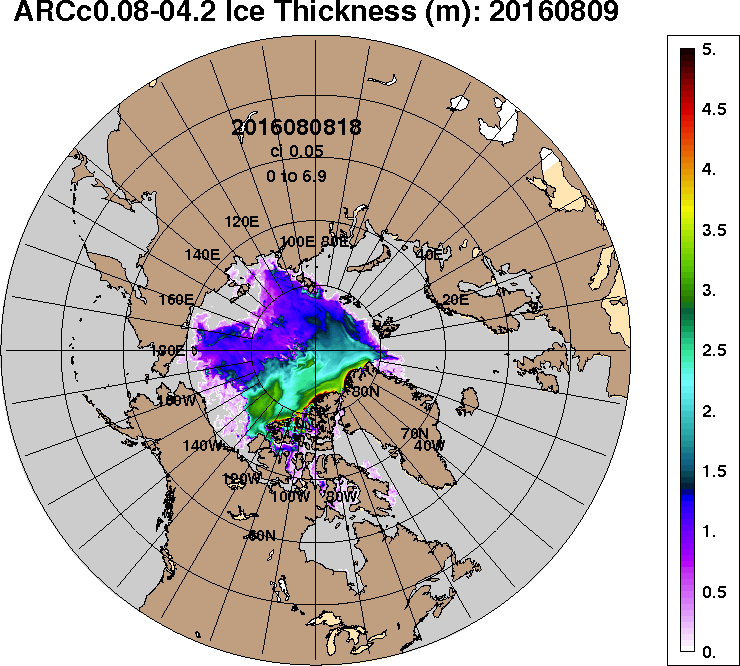 ARCc0.08-04.2 Ice Thickness (m): 20160809
5.
4.5
4.
3.5
3.
2.5
2.
1.5
1.
0.5
0.
2016080818
ci 0.05
0 to 6.9
120E
100E 80E
140E
40E
160E
20E
180E
160W
80N
140W
70N
40W
120W
100W 80W
60N